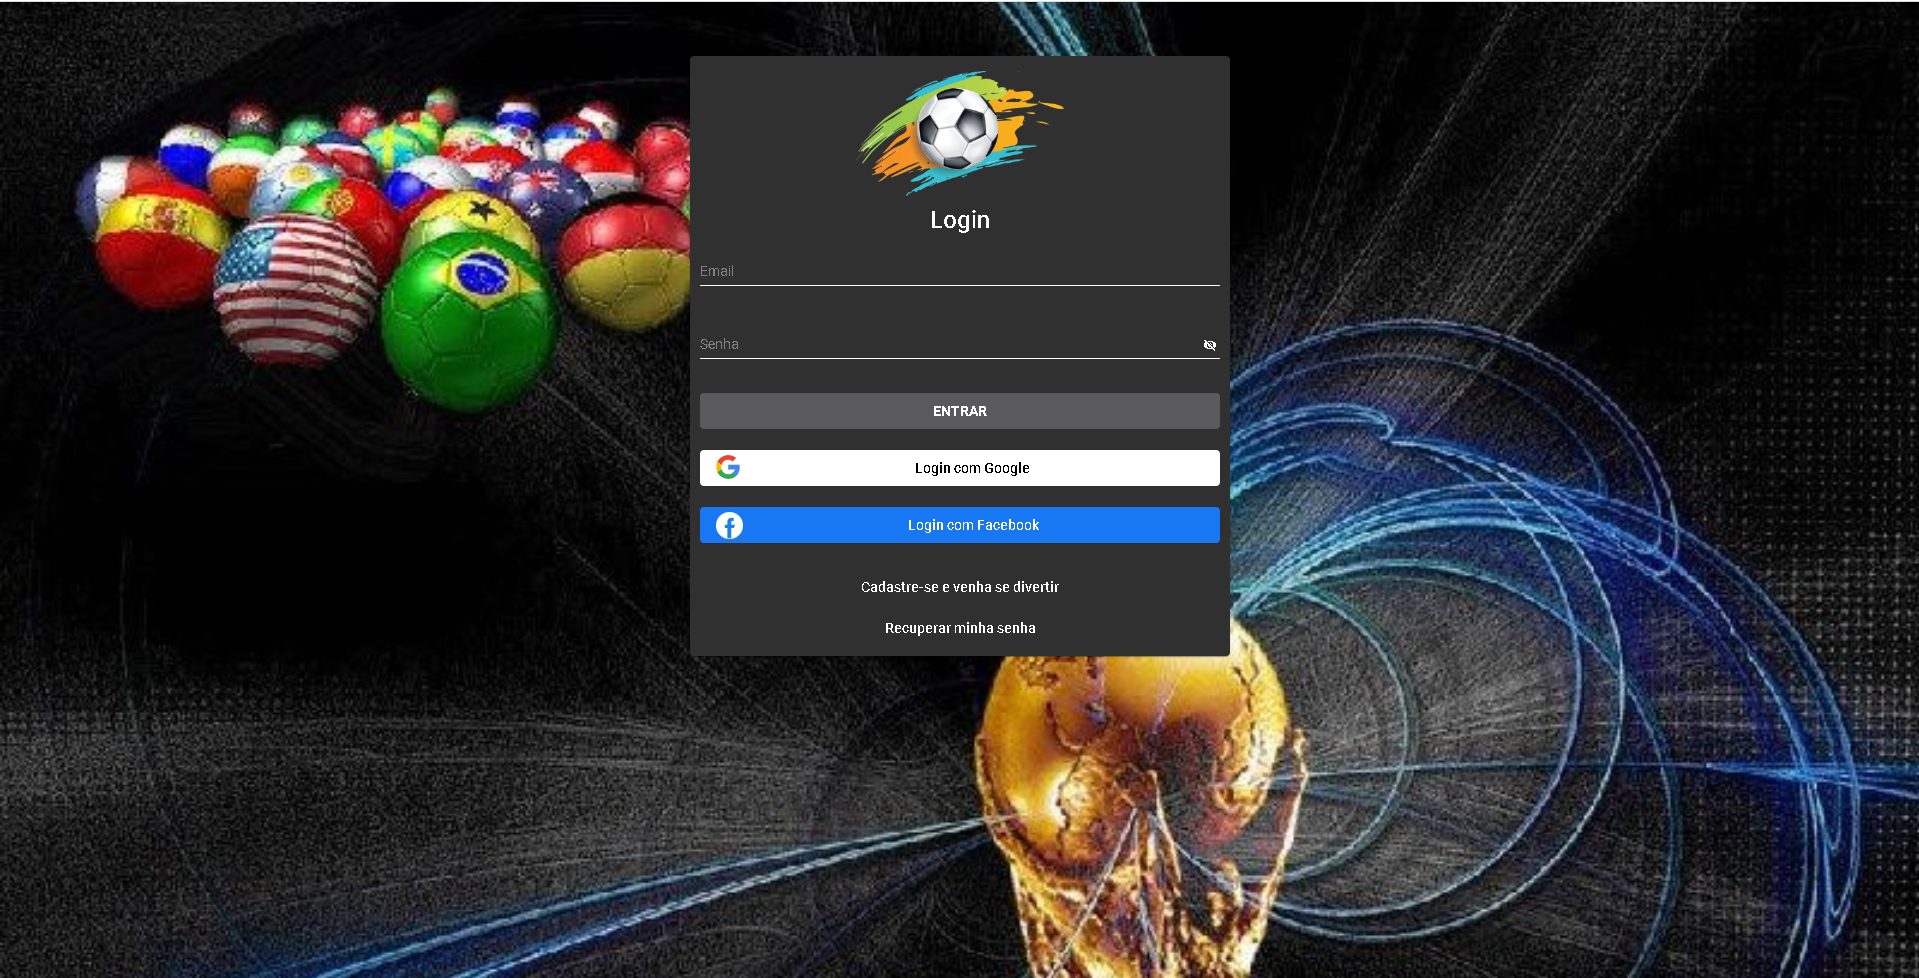 Login
Email
Senha
ENTRAR
Login com Google
Login com Facebook
Cadastre-se e venha se divertir
Recuperar minha senha